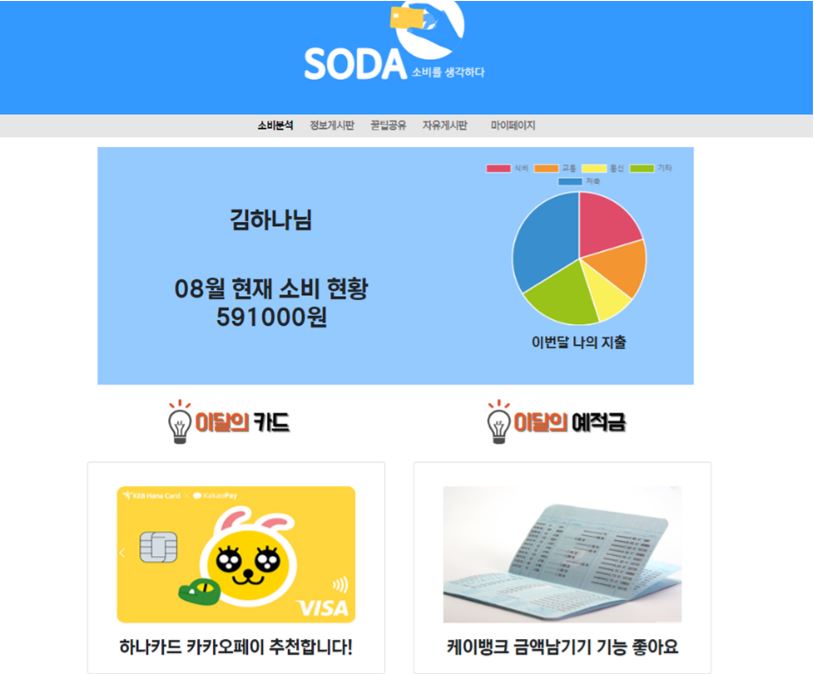 SODA 소비를 생각하다
소비분석 정보게시판 꿀팁공유 자유게시판 마이페이지
식비 교통 통신 기타
저축
김하나님
08월 현재 소비 현황
591000원
이번달 나의 지출
이달의 카드
이달의 예적금
KEB Hana Card × KakaoPay
VISA
하나카드 카카오페이 추천합니다!
케이뱅크 금액남기기 기능 좋아요